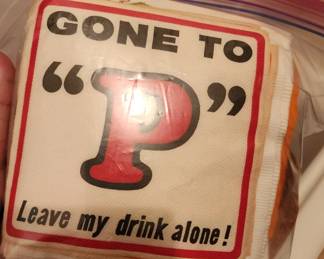 GONE TO
“P”
Leave my drink alone!